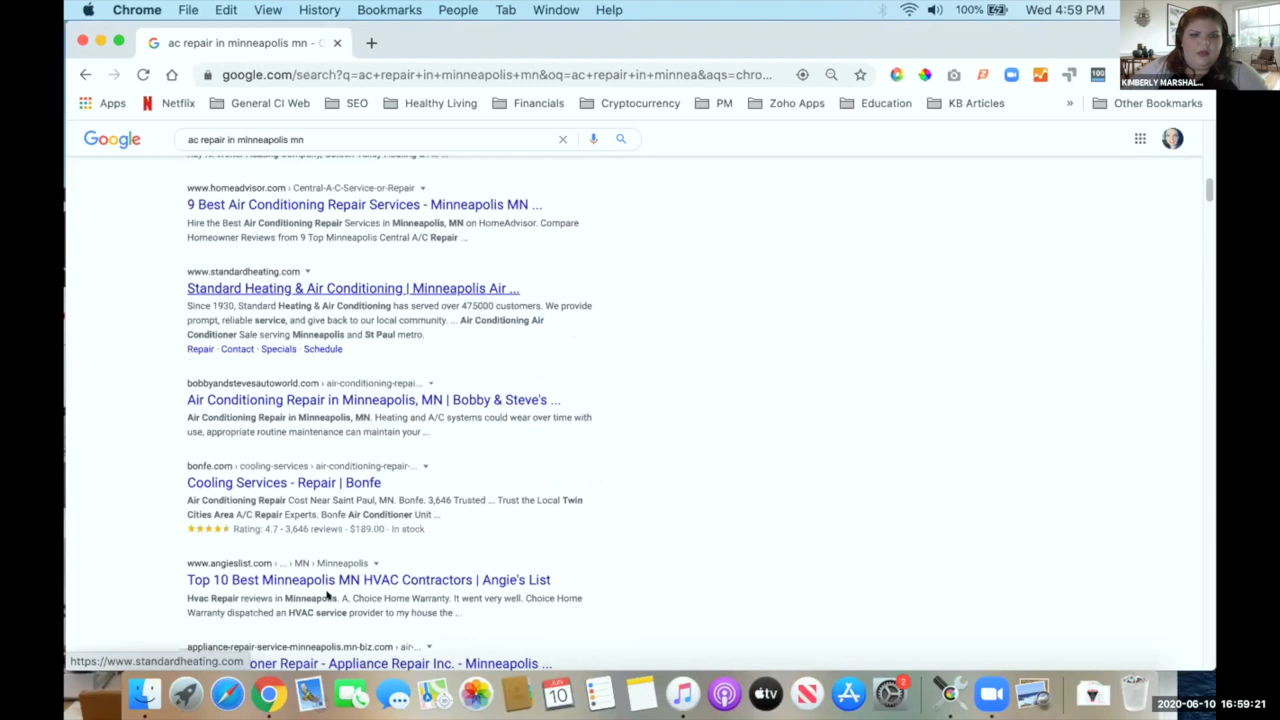 Chrome File Edit View History Bookmarks People Tab Window Help 100% Wed 4:59 PM
ac repair in minneapolis mn -
google.com/search?q=ac+repair+in+minneapolis+mn&oq=ac+repair+in+minnea&aqs=chro...
100
KIMBERLY MARSHAL...
Apps Netflix General CI Web SEO Healthy Living Financials Cryptocurrency PM Zoho Apps Education KB Articles » Other Bookmarks
Google ac repair in minneapolis mn
www.homeadvisor.com › Central-A-C-Service-or-Repair
9 Best Air Conditioning Repair Services - Minneapolis MN ...
Hire the Best Air Conditioning Repair Services in Minneapolis, MN on HomeAdvisor. Compare
Homeowner Reviews from 9 Top Minneapolis Central A/C Repair ...
www.standardheating.com
Standard Heating & Air Conditioning | Minneapolis Air ...
Since 1930, Standard Heating & Air Conditioning has served over 475000 customers. We provide
prompt, reliable service, and give back to our local community. ... Air Conditioning Air
Conditioner Sale serving Minneapolis and St Paul metro.
Repair · Contact · Specials · Schedule
bobbyandstevesautoworld.com › air-conditioning-repai...
Air Conditioning Repair in Minneapolis, MN | Bobby & Steve's ...
Air Conditioning Repair in Minneapolis, MN. Heating and A/C systems could wear over time with
use, appropriate routine maintenance can maintain your ...
bonfe.com › cooling-services › air-conditioning-repair-...
Cooling Services - Repair | Bonfe
Air Conditioning Repair Cost Near Saint Paul, MN. Bonfe. 3,646 Trusted ... Trust the Local Twin
Cities Area A/C Repair Experts. Bonfe Air Conditioner Unit ...
Rating: 4.7 - 3,646 reviews - $189.00 - In stock
www.angieslist.com › ... › MN › Minneapolis
Top 10 Best Minneapolis MN HVAC Contractors | Angie's List
Hvac Repair reviews in Minneapolis. A. Choice Home Warranty. It went very well. Choice Home
Warranty dispatched an HVAC service provider to my house the ...
appliance-repair-service-minneapolis.mn-biz.com › air-...
oner Repair - Appliance Repair Inc. - Minneapolis ...
https://www.standardheating.com
JUN
10
tv
2
2020-06-10 16:59:21